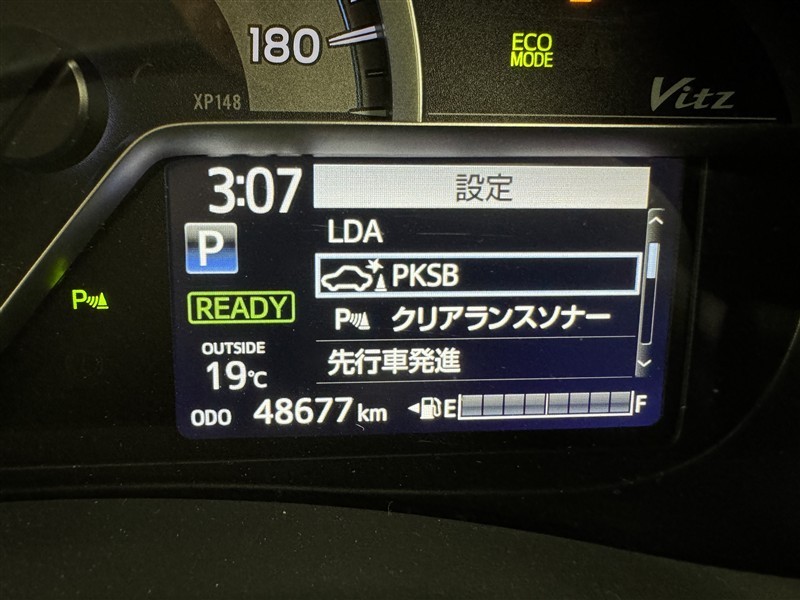 180
XP148
ECO
MODE
Vitz
3:07
設定
P
LDA
PKSB
READY
P クリアランスソナー
P
OUTSIDE
19℃
先行車発進
ODO 48677 km
E F